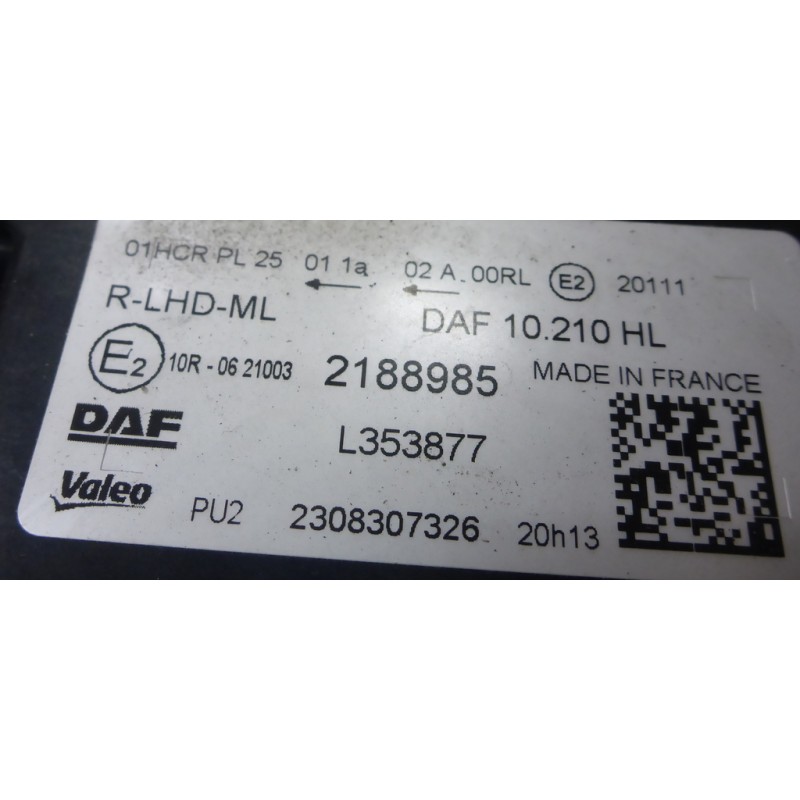 01HCR PL 25 01 1a 02 A.00RL E2 20111
R-LHD-ML DAF 10.210 HL
E2 10R - 06 21003 2188985 MADE IN FRANCE
DAF L353877
Valeo PU2 2308307326 20h13